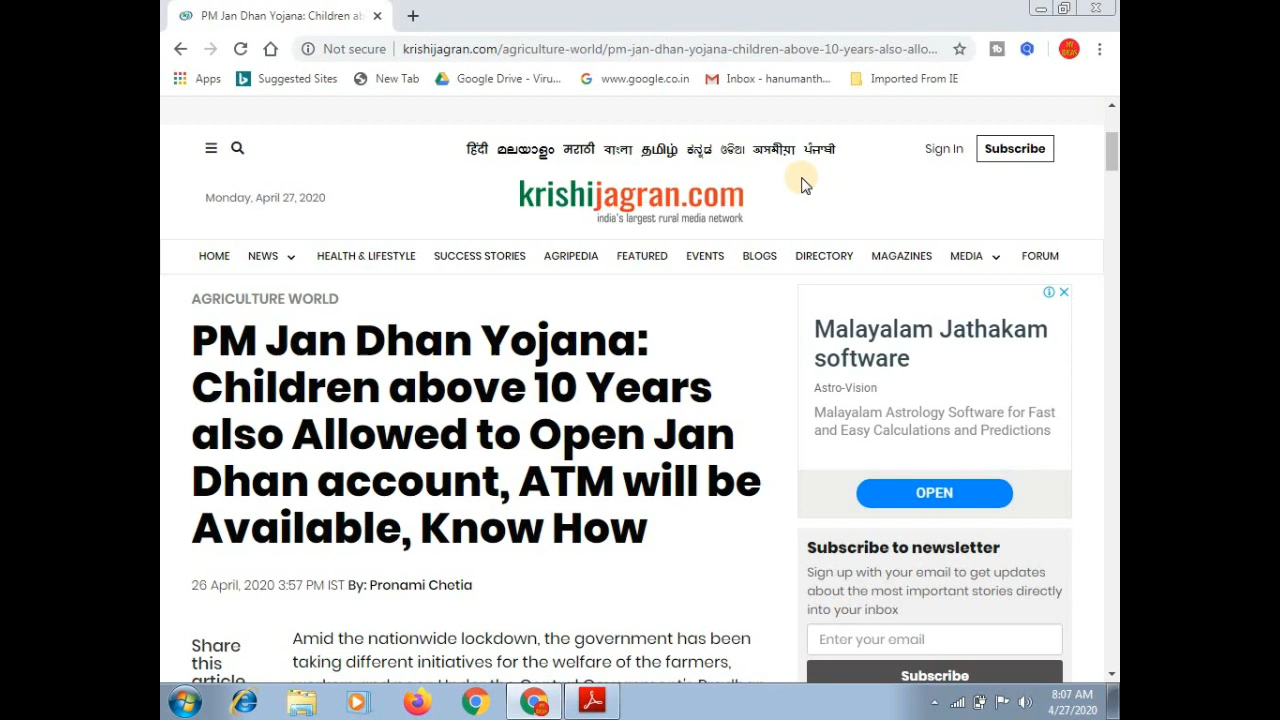 PM Jan Dhan Yojana: Children ab
Not secure krishijagran.com/agriculture-world/pm-jan-dhan-yojana-children-above-10-years-also-allo...
Apps Suggested Sites New Tab Google Drive - Viru... www.google.co.in Inbox - hanumanth... Imported From IE
हिंदी മലയാളം मराठी বাংলা தமிழ் ಕನ್ನಡ ଓଡିଆ অসমীয়া ਪੰਜਾਬੀ Sign In Subscribe
Monday, April 27, 2020
krishijagran.com
india's largest rural media network
HOME NEWS HEALTH & LIFESTYLE SUCCESS STORIES AGRIPEDIA FEATURED EVENTS BLOGS DIRECTORY MAGAZINES MEDIA FORUM
AGRICULTURE WORLD
PM Jan Dhan Yojana:
Children above 10 Years
also Allowed to Open Jan
Dhan account, ATM will be
Available, Know How
26 April, 2020 3:57 PM IST By: Pronami Chetia
Share
this
article
Amid the nationwide lockdown, the government has been
taking different initiatives for the welfare of the farmers,
Malayalam Jathakam
software
Astro-Vision
Malayalam Astrology Software for Fast
and Easy Calculations and Predictions
OPEN
Subscribe to newsletter
Sign up with your email to get updates
about the most important stories directly
into your inbox
Enter your email
Subscribe
8:07 AM
4/27/2020